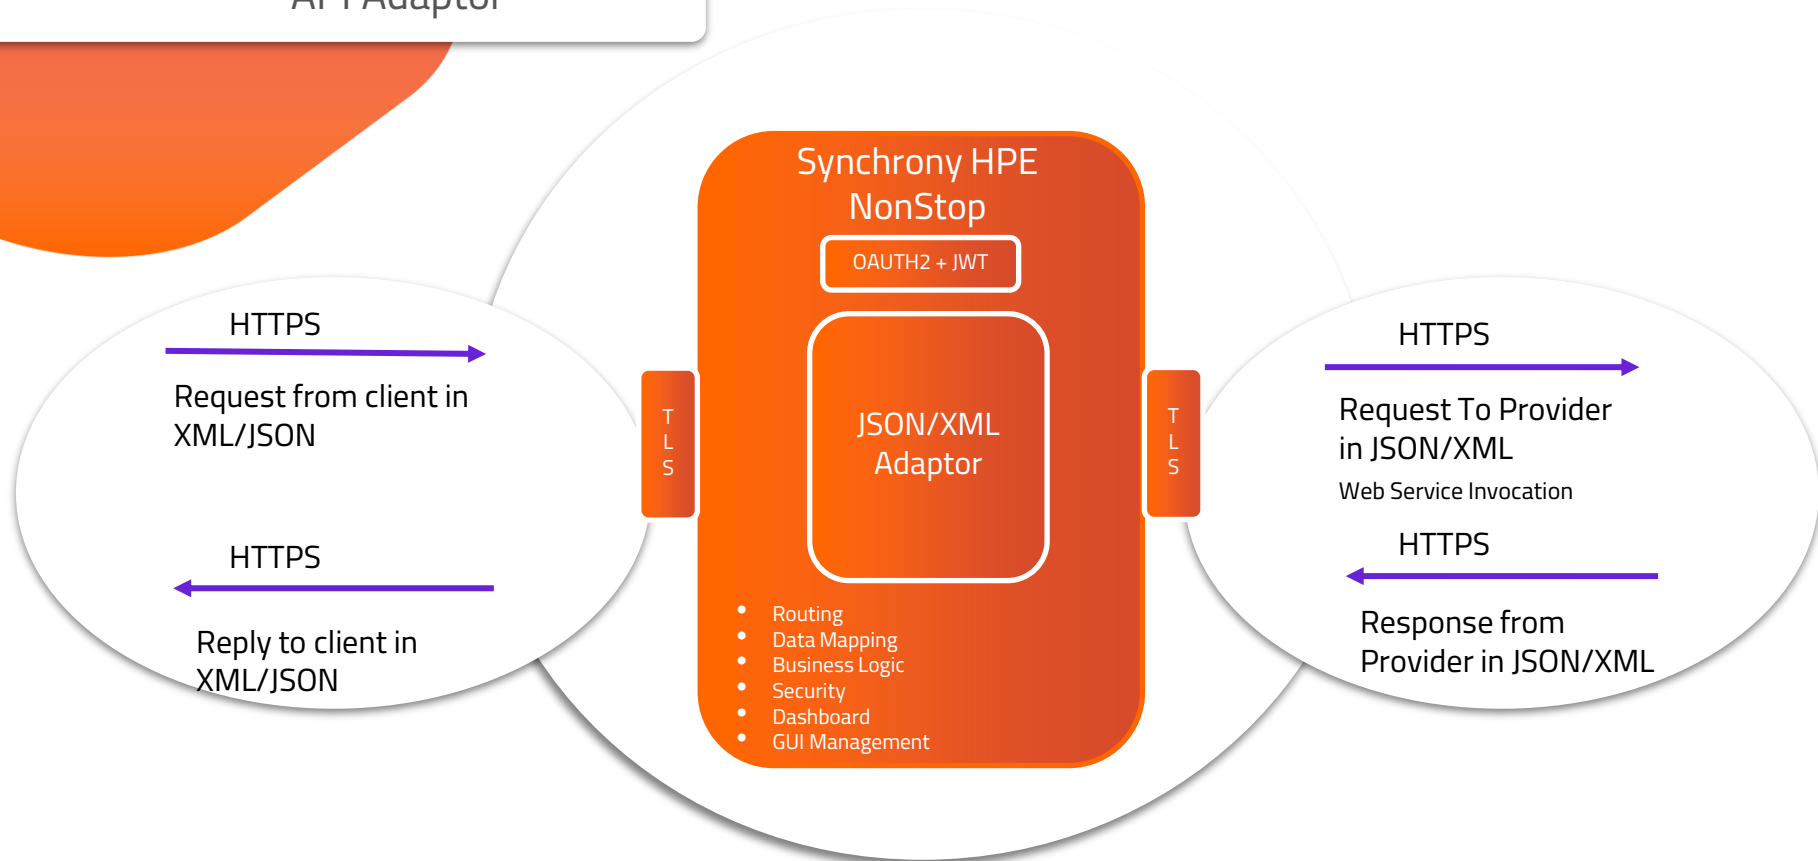 API Adaptor
Synchrony HPE
NonStop
OAUTH2 + JWT
HTTPS
Request from client in
XML/JSON
HTTPS
Reply to client in
XML/JSON
T
L
S
JSON/XML
Adaptor
• Routing
• Data Mapping
• Business Logic
• Security
• Dashboard
• GUI Management
T
L
S
HTTPS
Request To Provider
in JSON/XML
Web Service Invocation
HTTPS
Response from
Provider in JSON/XML